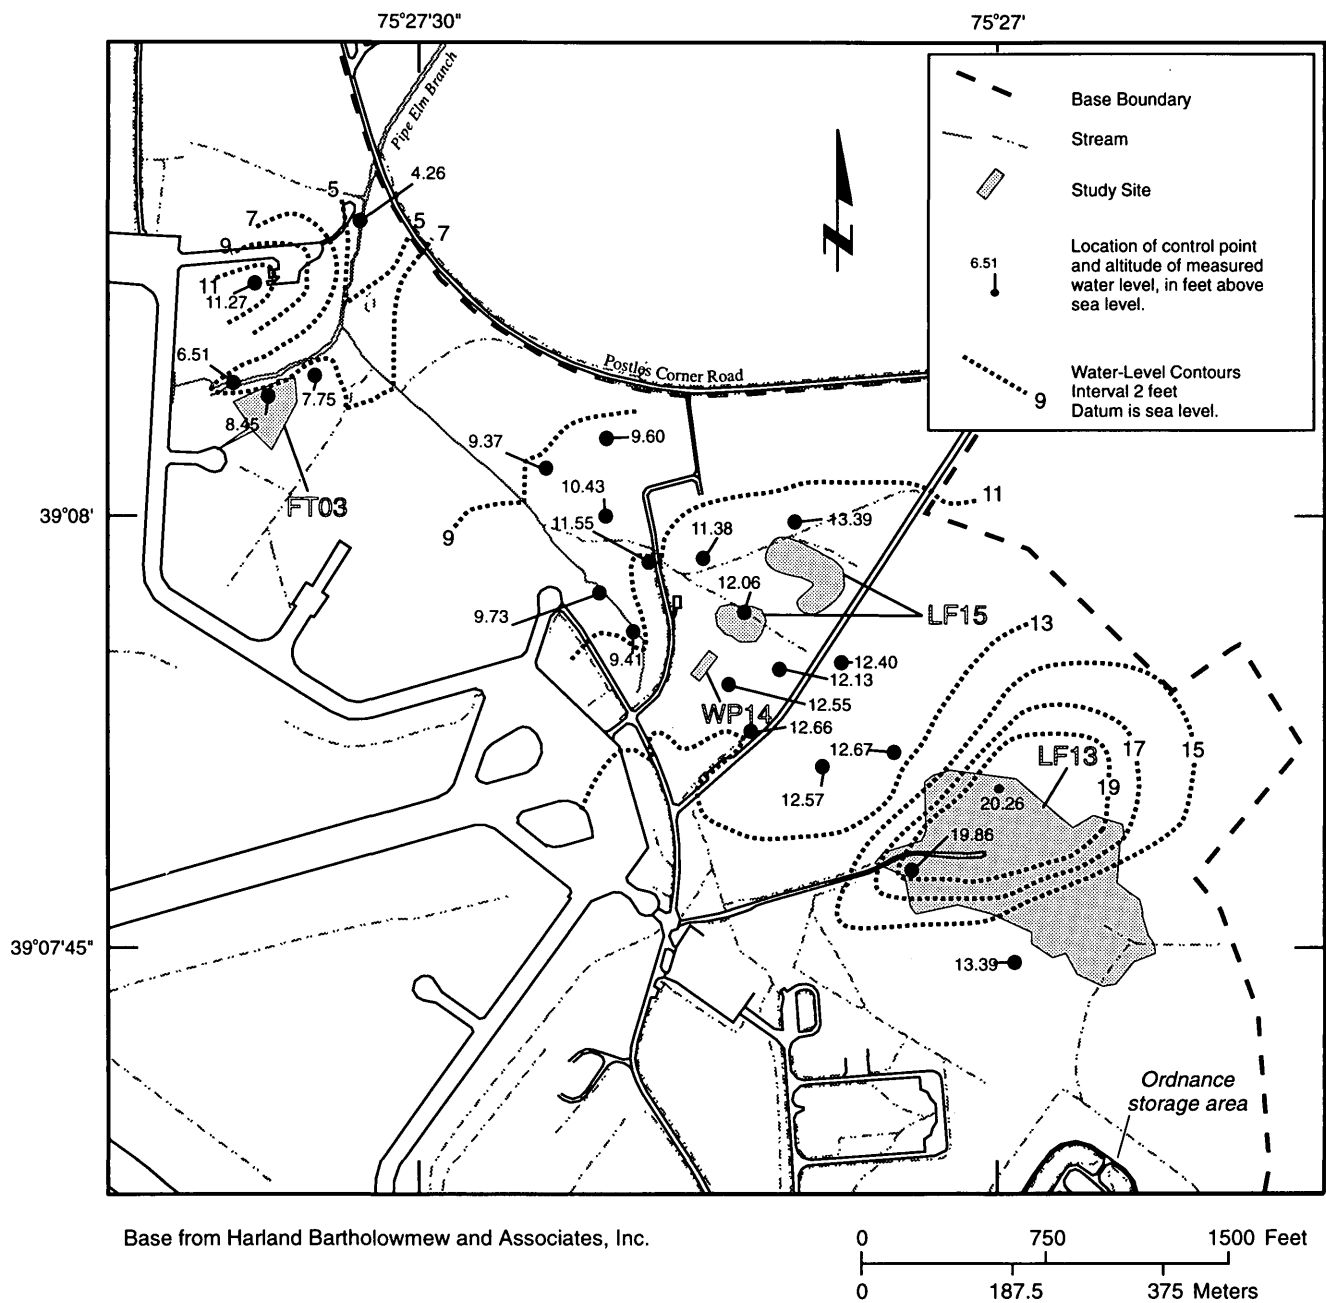 75°27'30"
75°27'
Pipe Elm Branch
Base Boundary
Stream
Study Site
6.51
Location of control point
and altitude of measured
water level, in feet above
sea level.
Water-Level Contours
Interval 2 feet
Datum is sea level.
9
N
4.26
5
7
9
11
11.27
5
7
6.51
8.45
7.75
FT03
Postles Corner Road
9.37
9.60
10.43
11.55
9
39°08'
11.38
13.39
11
12.06
LF15
9.73
9.41
12.40
12.13
12.55
WP14
12.66
12.67
12.57
13
17
15
LF13
19
20.26
19.86
39°07'45"
13.39
Ordnance
storage area
Base from Harland Bartholowmew and Associates, Inc.
0 750 1500 Feet
0 187.5 375 Meters